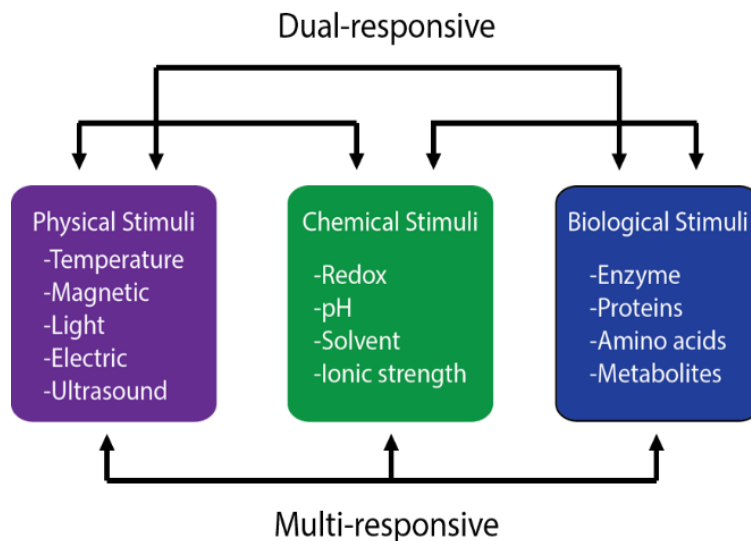 Dual-responsive
Physical Stimuli
-Temperature
-Magnetic
-Light
-Electric
-Ultrasound
Chemical Stimuli
-Redox
-pH
-Solvent
-Ionic strength
Biological Stimuli
-Enzyme
-Proteins
-Amino acids
-Metabolites
Multi-responsive